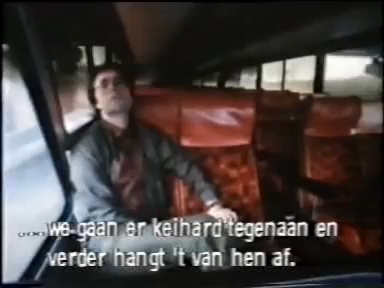 ...we gaan er keihard tegenaan en
verder hangt 't van hen af.